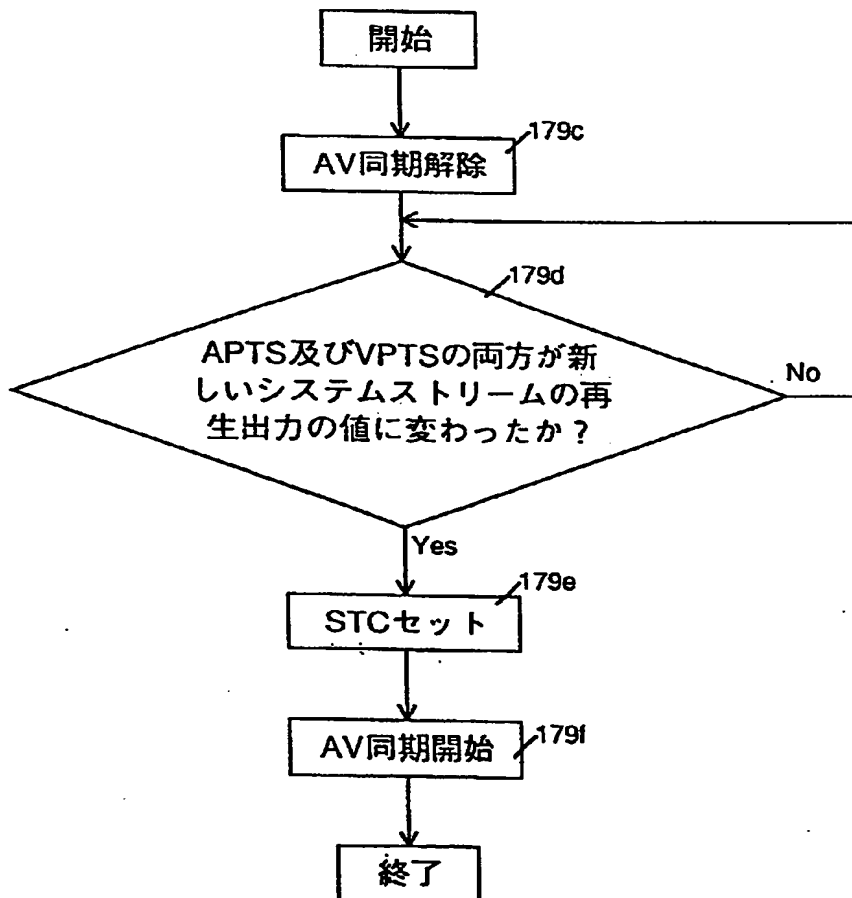 開始
179c
AV同期解除
179d
APTS及びVPTSの両方が新
しいシステムストリームの再
生出力の値に変わったか？
No
Yes
179e
STCセット
179f
AV同期開始
終了